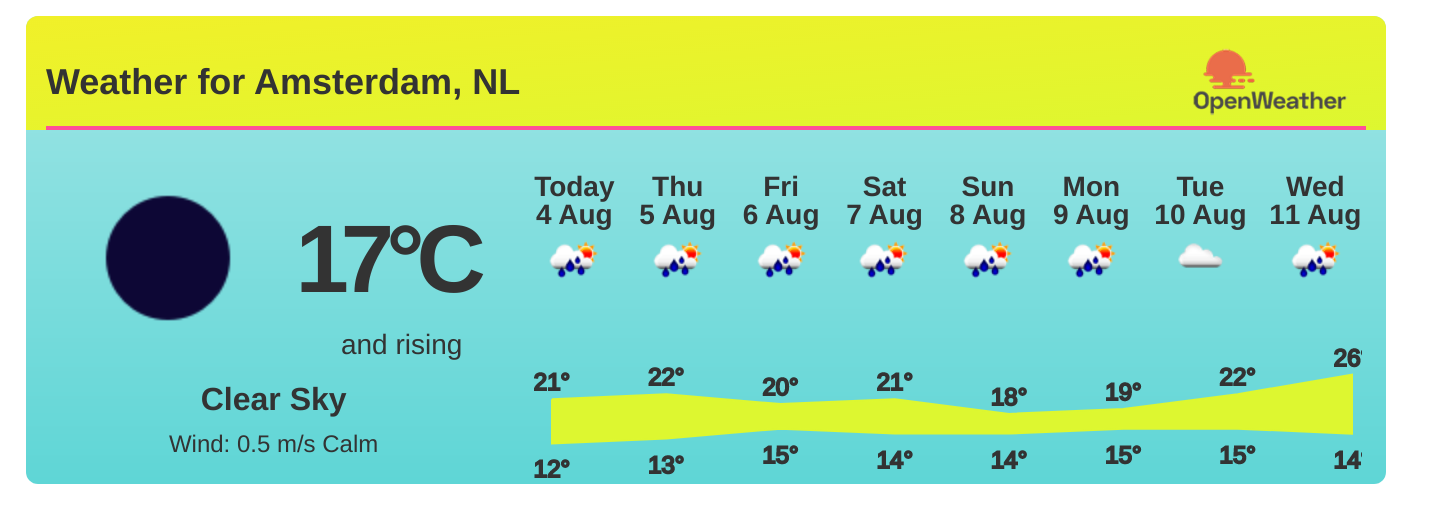 Weather for Amsterdam, NL
OpenWeather
Today Thu Fri Sat Sun Mon Tue Wed
4 Aug 5 Aug 6 Aug 7 Aug 8 Aug 9 Aug 10 Aug 11 Aug
17°C
and rising
Clear Sky
Wind: 0.5 m/s Calm
21° 22° 20° 21° 18° 19° 22° 26°
12° 13° 15° 14° 14° 15° 15° 14°